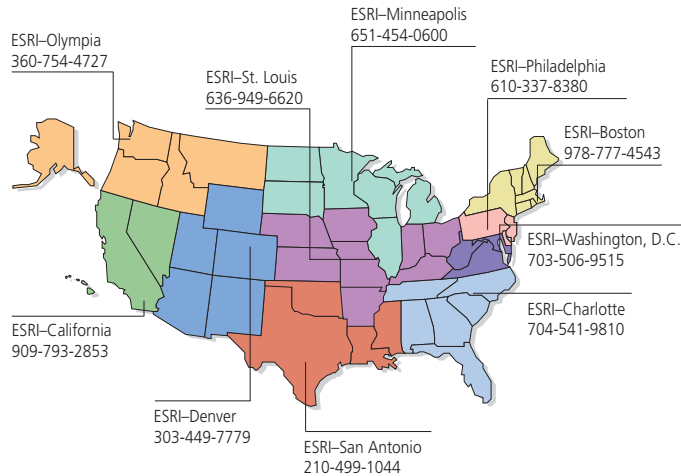 ESRI–Minneapolis
651-454-0600
ESRI–Olympia
360-754-4727
ESRI–St. Louis
636-949-6620
ESRI–Philadelphia
610-337-8380
ESRI–Boston
978-777-4543
ESRI–Washington, D.C.
703-506-9515
ESRI–Charlotte
704-541-9810
ESRI–California
909-793-2853
ESRI–Denver
303-449-7779
ESRI–San Antonio
210-499-1044